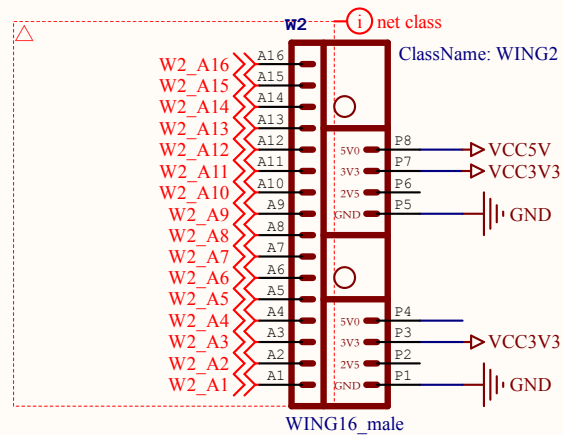 W2
i net class
ClassName: WING2
W2_A16 A16
W2_A15 A15
W2_A14 A14
W2_A13 A13
W2_A12 A12 5V0 P8 VCC5V
W2_A11 A11 3V3 P7 VCC3V3
W2_A10 A10 2V5 P6
W2_A9 A9 GND P5 GND
W2_A8 A8
W2_A7 A7
W2_A6 A6
W2_A5 A5
W2_A4 A4 5V0 P4
W2_A3 A3 3V3 P3 VCC3V3
W2_A2 A2 2V5 P2
W2_A1 A1 GND P1 GND
WING16_male